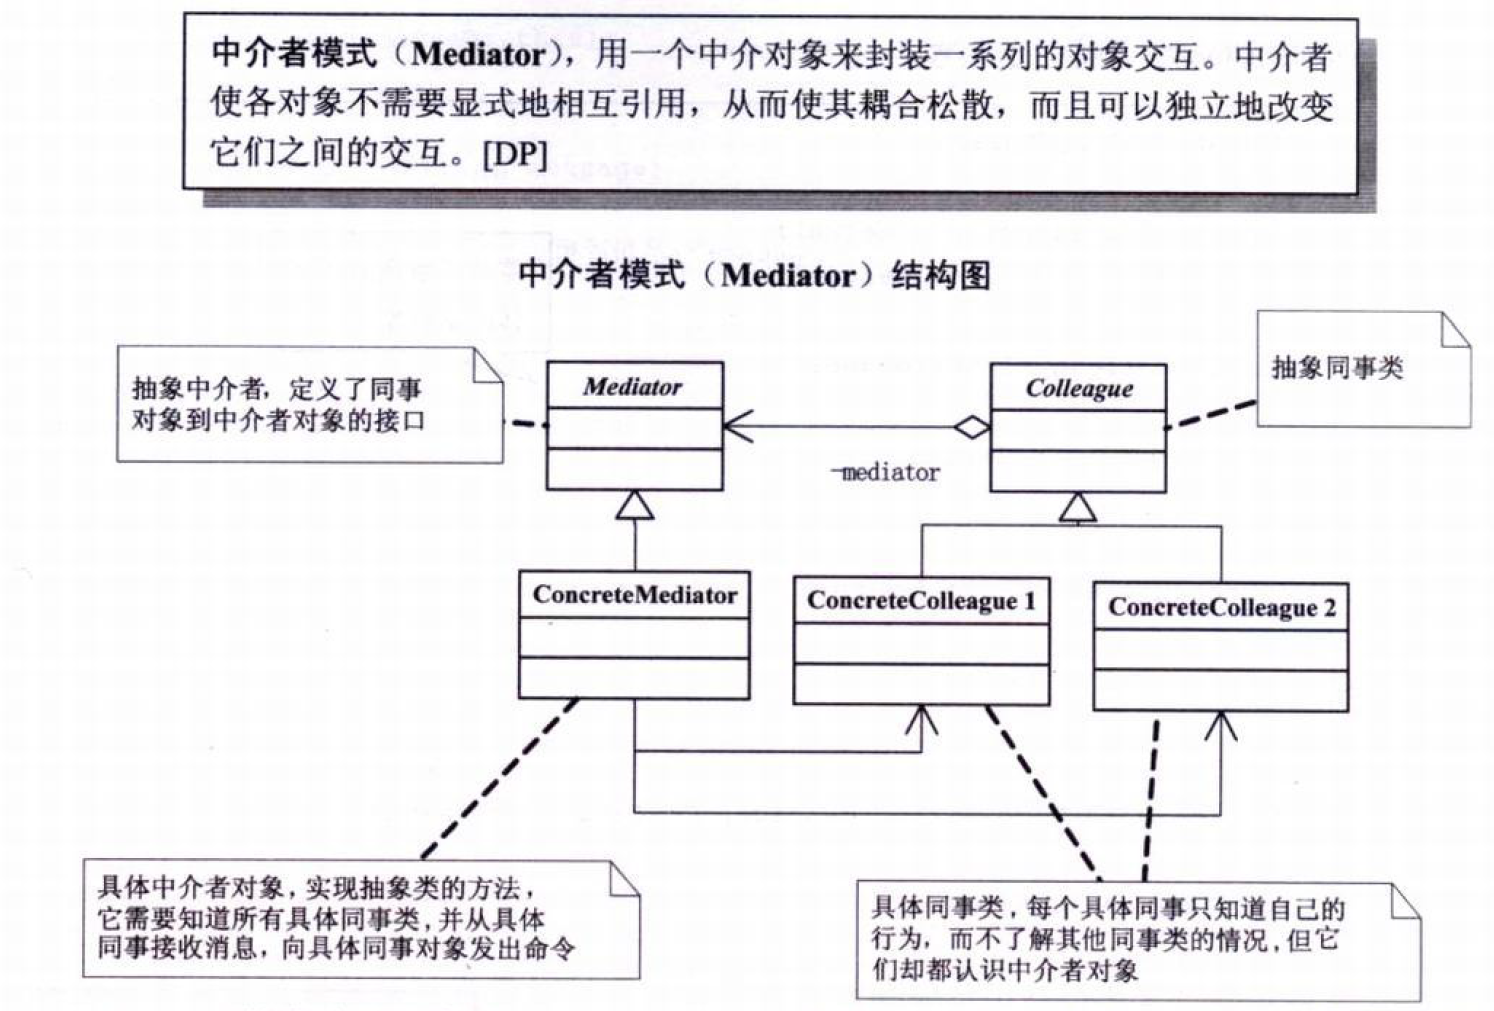 中介者模式（Mediator），用一个中介对象来封装一系列的对象交互。中介者
使各对象不需要显式地相互引用，从而使其耦合松散，而且可以独立地改变
它们之间的交互。[DP]
中介者模式（Mediator）结构图
抽象中介者，定义了同事
对象到中介者对象的接口
Mediator
Colleague
抽象同事类
-mediator
ConcreteMediator
ConcreteColleague 1
ConcreteColleague 2
具体中介者对象，实现抽象类的方法，
它需要知道所有具体同事类，并从具体
同事接收消息，向具体同事对象发出命令
具体同事类，每个具体同事只知道自己的
行为，而不了解其他同事类的情况，但它
们却都认识中介者对象